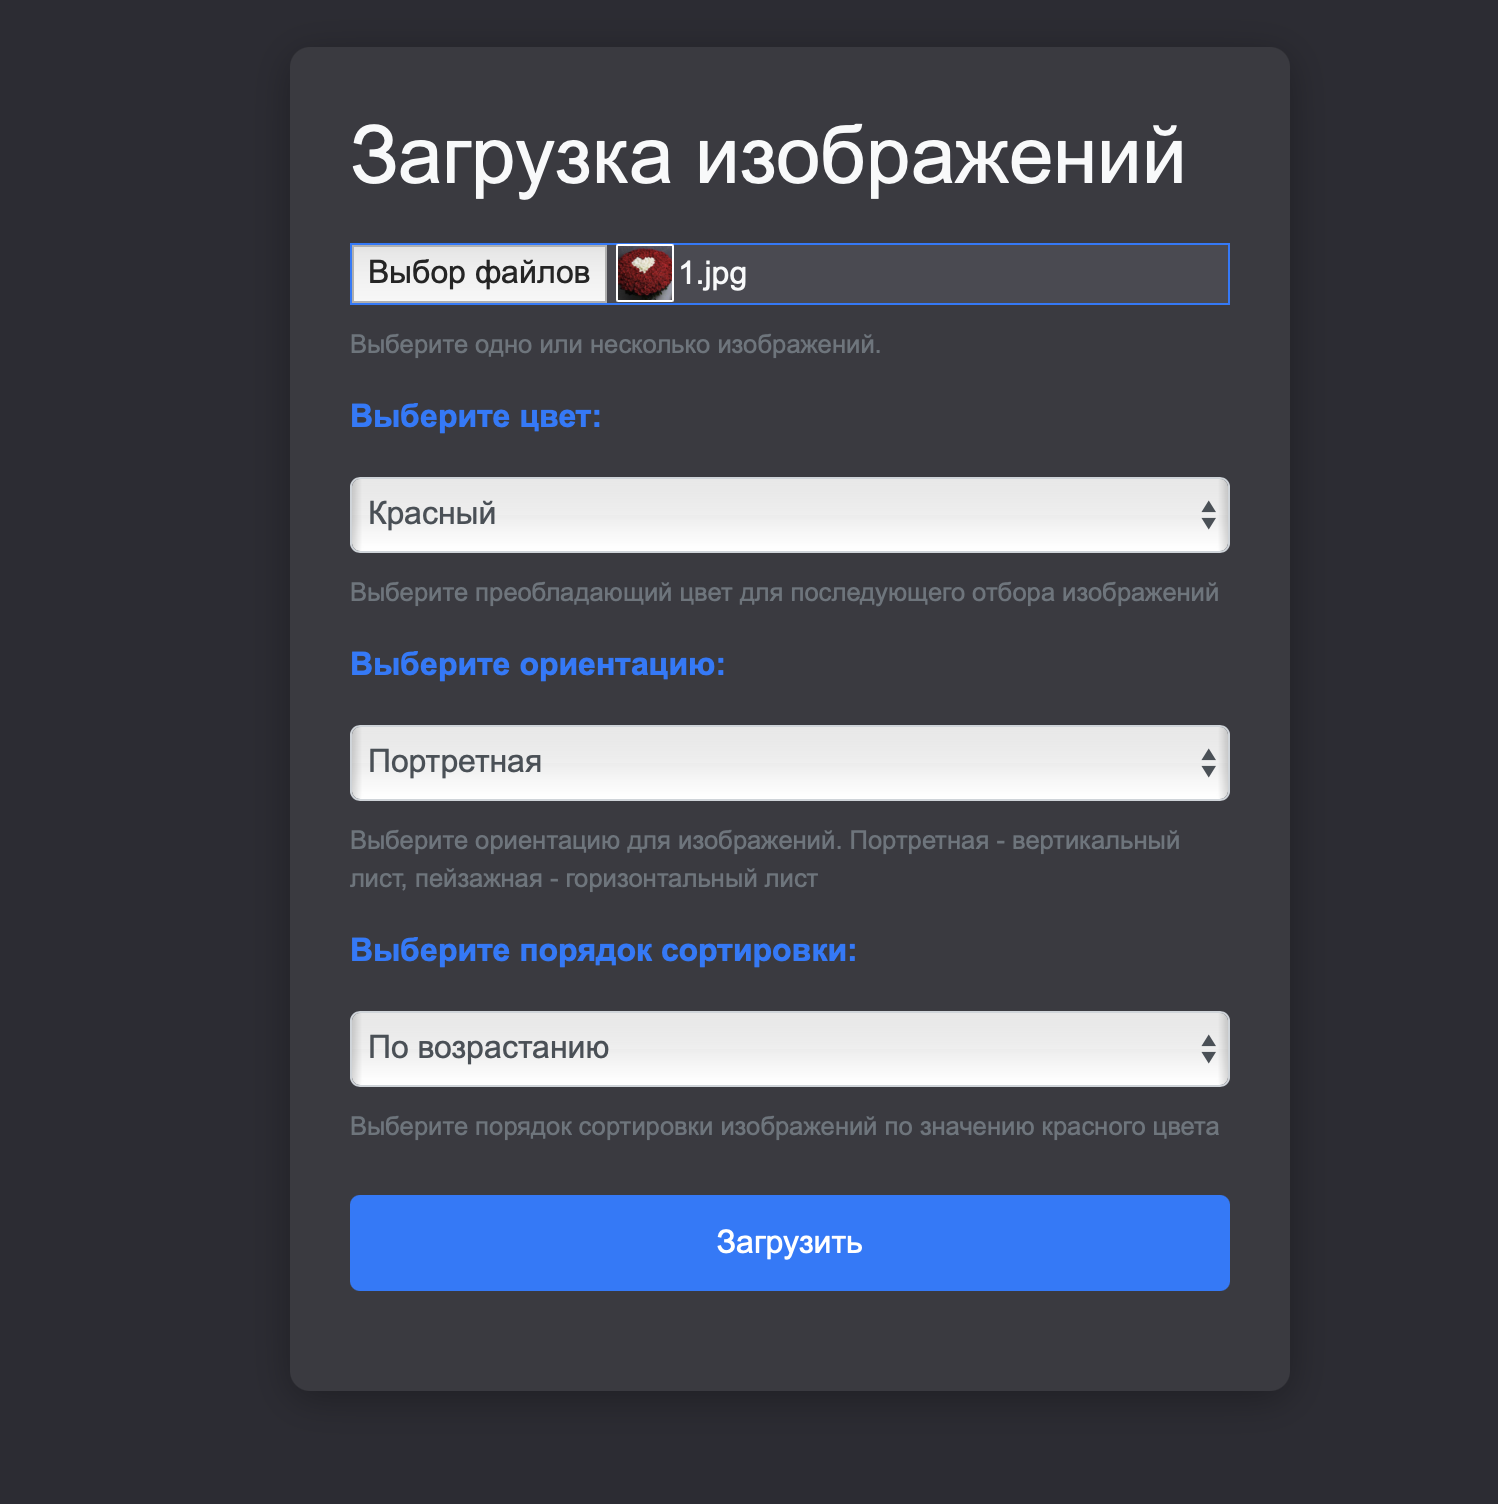 Загрузка изображений
Выбор файлов 1.jpg
Выберите одно или несколько изображений.
Выберите цвет:
Красный
Выберите преобладающий цвет для последующего отбора изображений
Выберите ориентацию:
Портретная
Выберите ориентацию для изображений. Портретная - вертикальный
лист, пейзажная - горизонтальный лист
Выберите порядок сортировки:
По возрастанию
Выберите порядок сортировки изображений по значению красного цвета
Загрузить